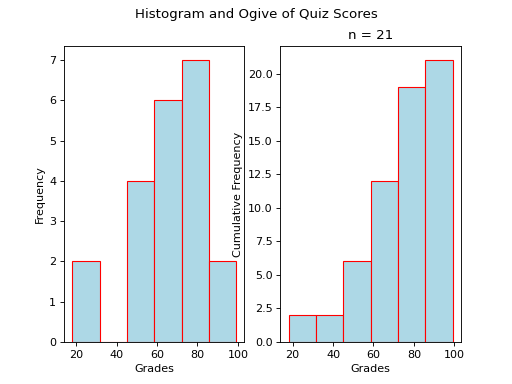 Histogram and Ogive of Quiz Scores
n = 21
Frequency
7
6
5
4
3
2
1
0
20 40 60 80 100
Grades
Cumulative Frequency
20.0
17.5
15.0
12.5
10.0
7.5
5.0
2.5
0.0
20 40 60 80 100
Grades